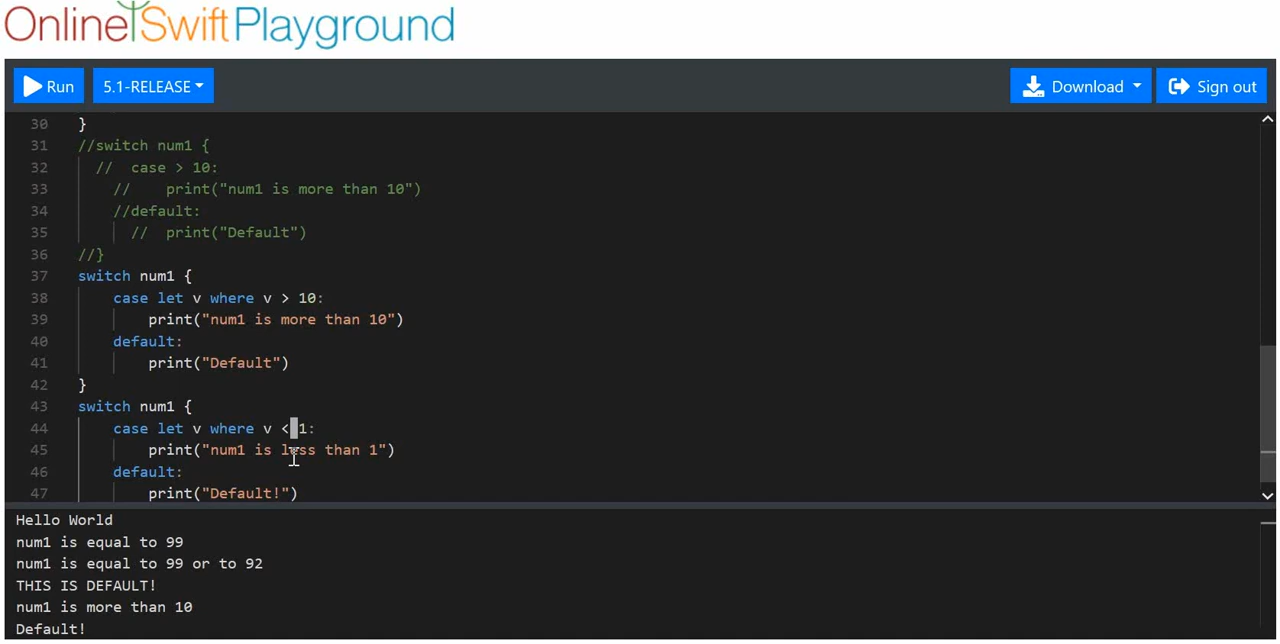 Online Swift Playground
Run 5.1-RELEASE Download Sign out
30 }
31 //switch num1 {
32 // case > 10:
33 // print("num1 is more than 10")
34 //default:
35 // print("Default")
36 //}
37 switch num1 {
38 case let v where v > 10:
39 print("num1 is more than 10")
40 default:
41 print("Default")
42 }
43 switch num1 {
44 case let v where v < 1:
45 print("num1 is less than 1")
46 default:
47 print("Default!")
Hello World
num1 is equal to 99
num1 is equal to 99 or to 92
THIS IS DEFAULT!
num1 is more than 10
Default!